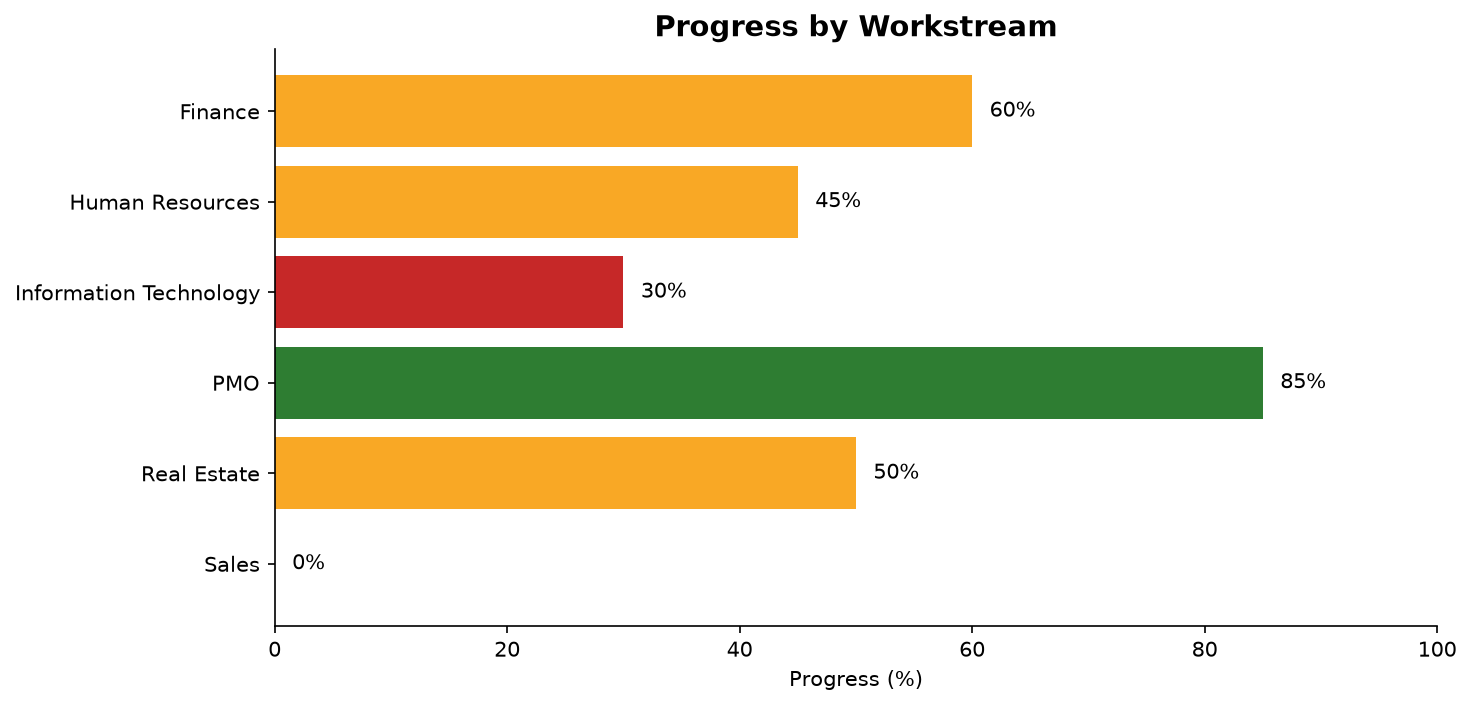 Progress by Workstream
Finance 60%
Human Resources 45%
Information Technology 30%
PMO 85%
Real Estate 50%
Sales 0%
0 20 40 60 80 100
Progress (%)